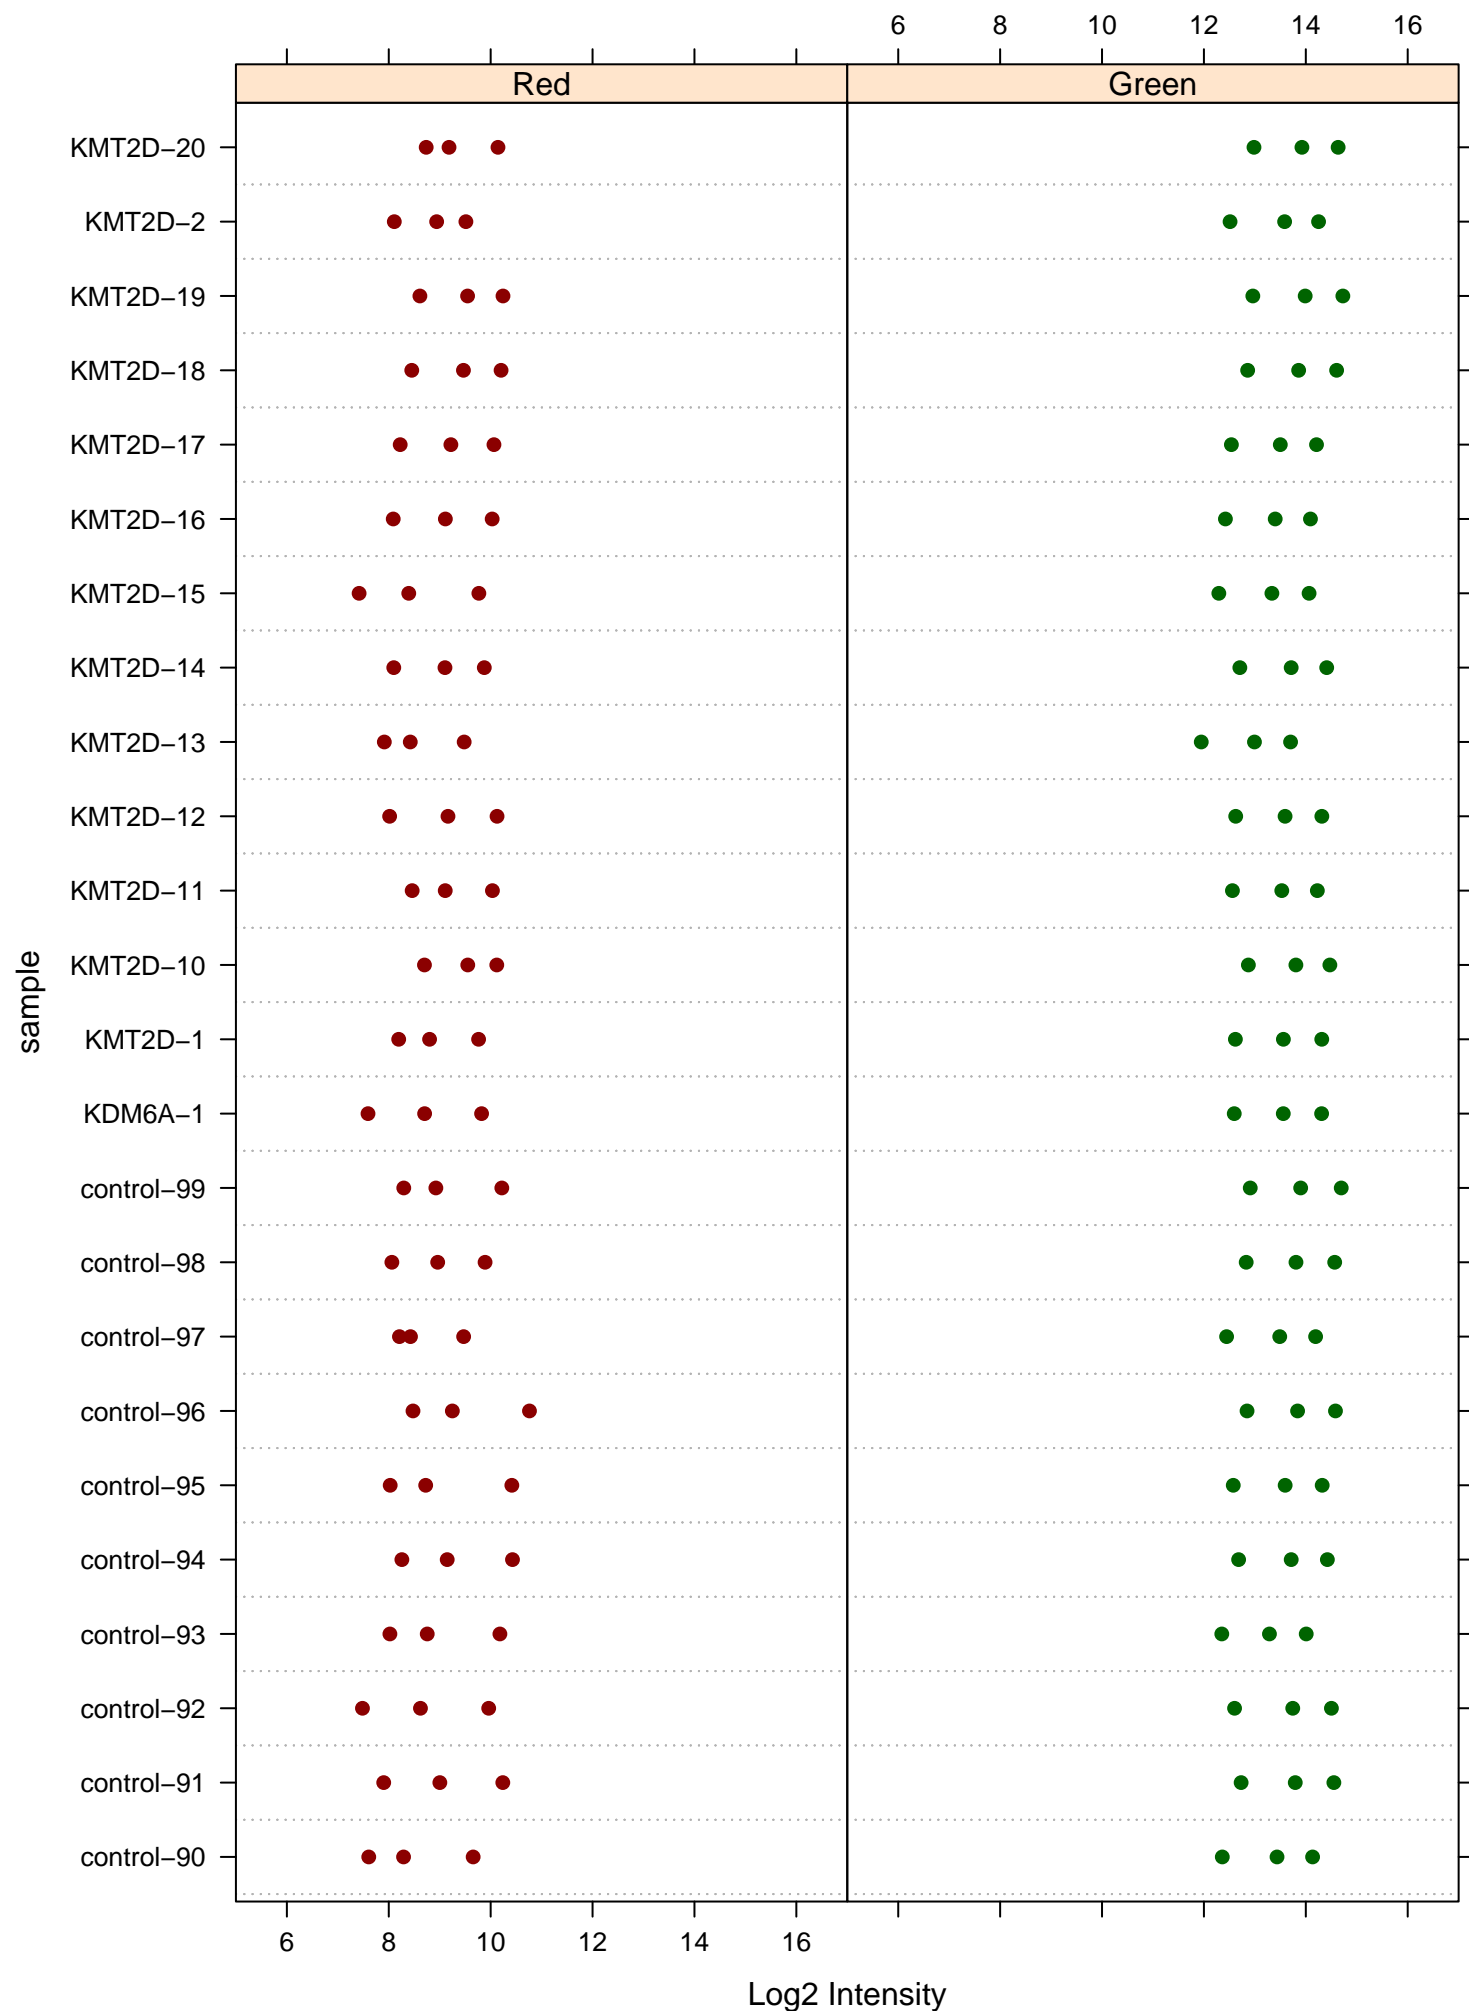 6 8 10 12 14 16
Red Green
KMT2D−20
KMT2D−2
KMT2D−19
KMT2D−18
KMT2D−17
KMT2D−16
KMT2D−15
KMT2D−14
KMT2D−13
KMT2D−12
KMT2D−11
KMT2D−10
KMT2D−1
KDM6A−1
control−99
control−98
control−97
control−96
control−95
control−94
control−93
control−92
control−91
control−90
sample
6 8 10 12 14 16
Log2 Intensity